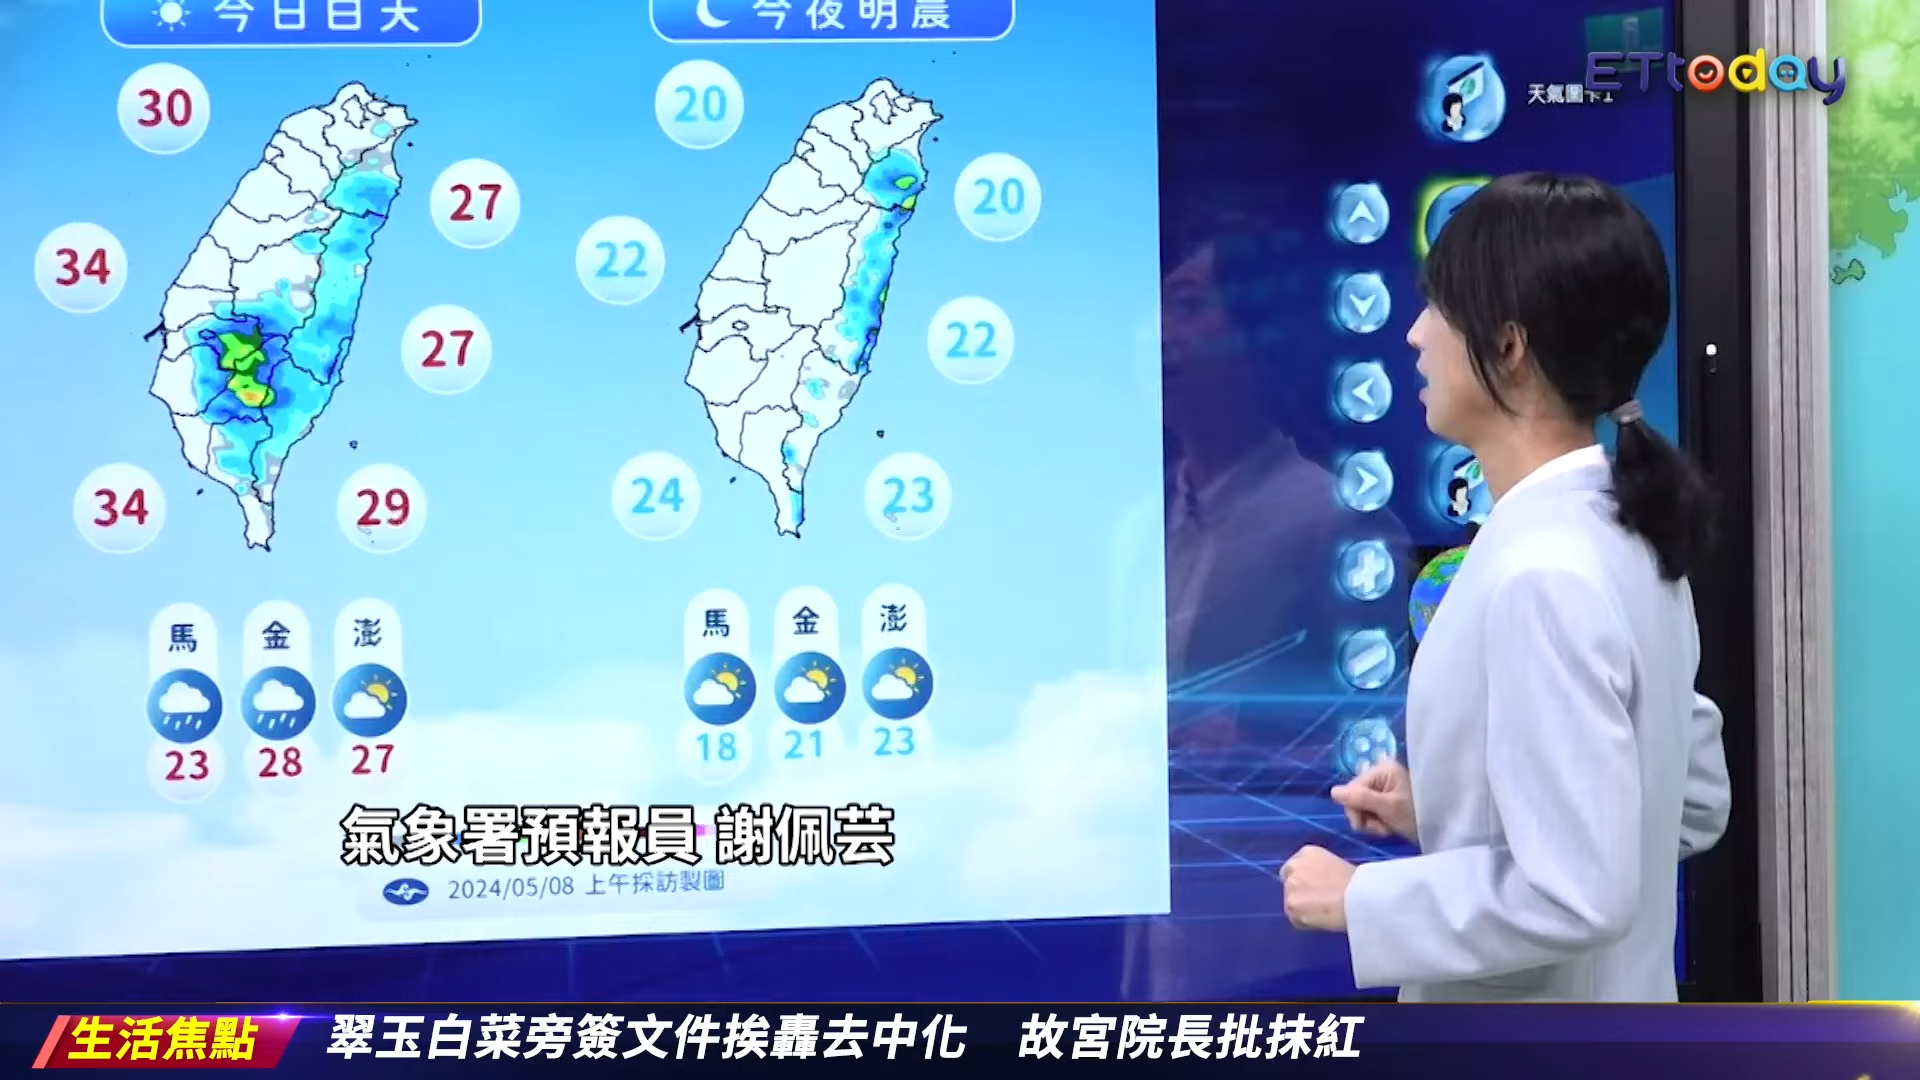 今日白天
今夜明晨
ETtoday
天氣圖卡1
30
20
27
20
34
22
27
22
34
29
24
23
馬 金 澎
23 28 27
馬 金 澎
18 21 23
氣象署預報員 謝佩芸
2024/05/08 上午採訪製圖
生活焦點
翠玉白菜旁簽文件挨轟去中化 故宮院長批抹紅